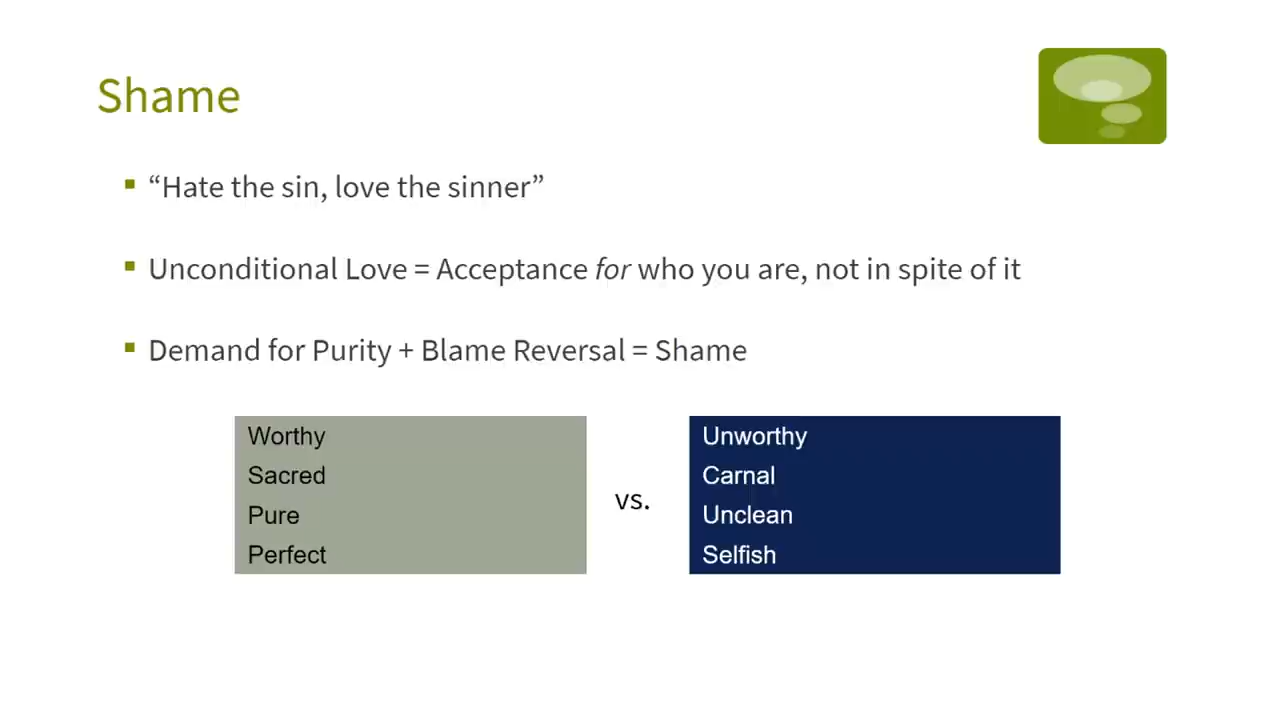 Shame
“Hate the sin, love the sinner”
Unconditional Love = Acceptance for who you are, not in spite of it
Demand for Purity + Blame Reversal = Shame
Worthy
Sacred
Pure
Perfect
vs.
Unworthy
Carnal
Unclean
Selfish